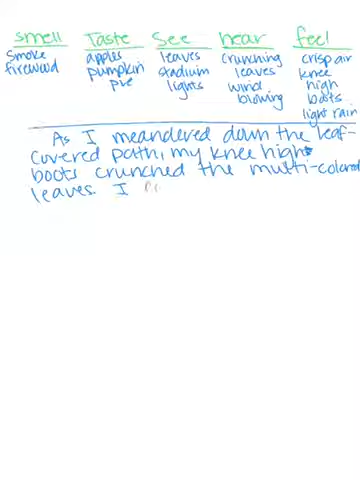 smell Taste See hear feel
smoke apples leaves crunching crisp air
firewood pumpkin stadium leaves knee
pie lights wind high
blowing boots
light rain
As I meandered down the leaf-
covered path, my knee high
boots crunched the multi-colored
leaves. I